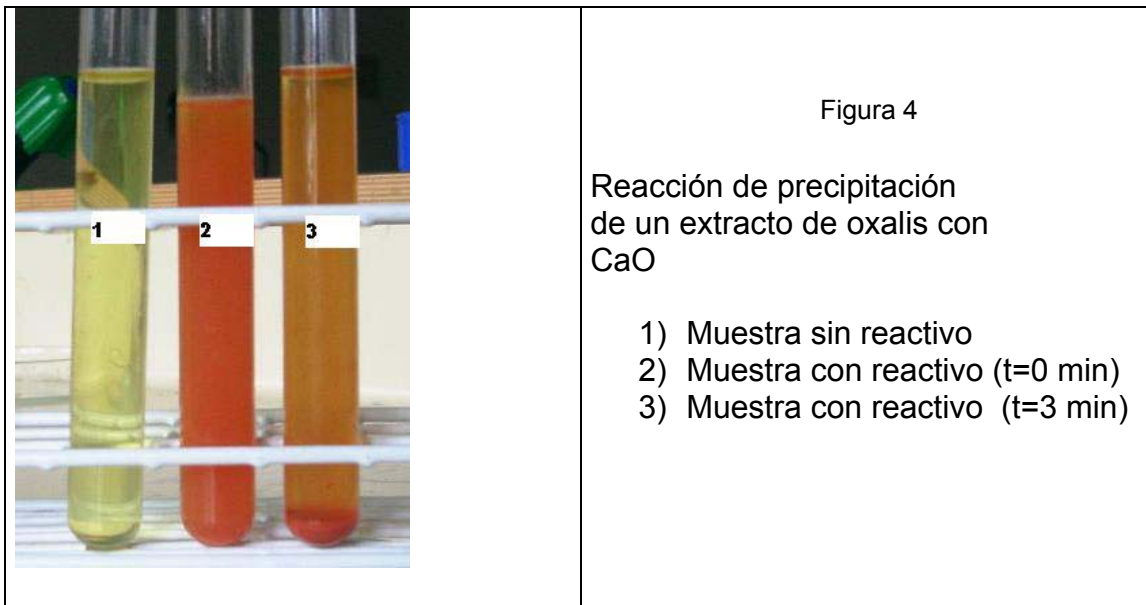 1
2
3
Figura 4
Reacción de precipitación
de un extracto de oxalis con
CaO
1) Muestra sin reactivo
2) Muestra con reactivo (t=0 min)
3) Muestra con reactivo (t=3 min)